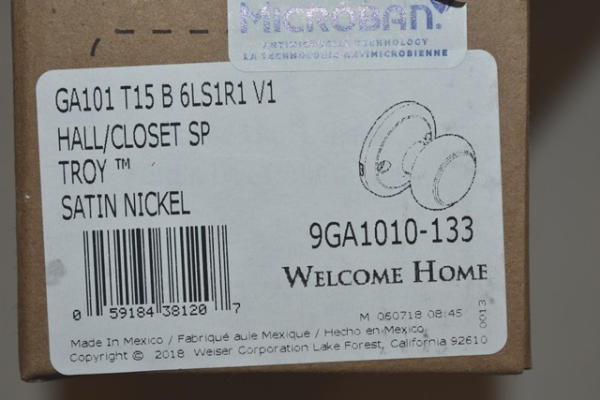 MICROBAN
ANTIMICROBIAL TECHNOLOGY
LA TECHNOLOGIE ANTIMICROBIENNE
GA101 T15 B 6LS1R1 V1
HALL/CLOSET SP
TROY ™
SATIN NICKEL
9GA1010-133
WELCOME HOME
0 59184 38120 7
M 060718 08:45
0013
Made In Mexico / Fabriqué auie Mexique / Hecho en Mexico
Copyright © 2018 Weiser Corporation Lake Forest, California 92610